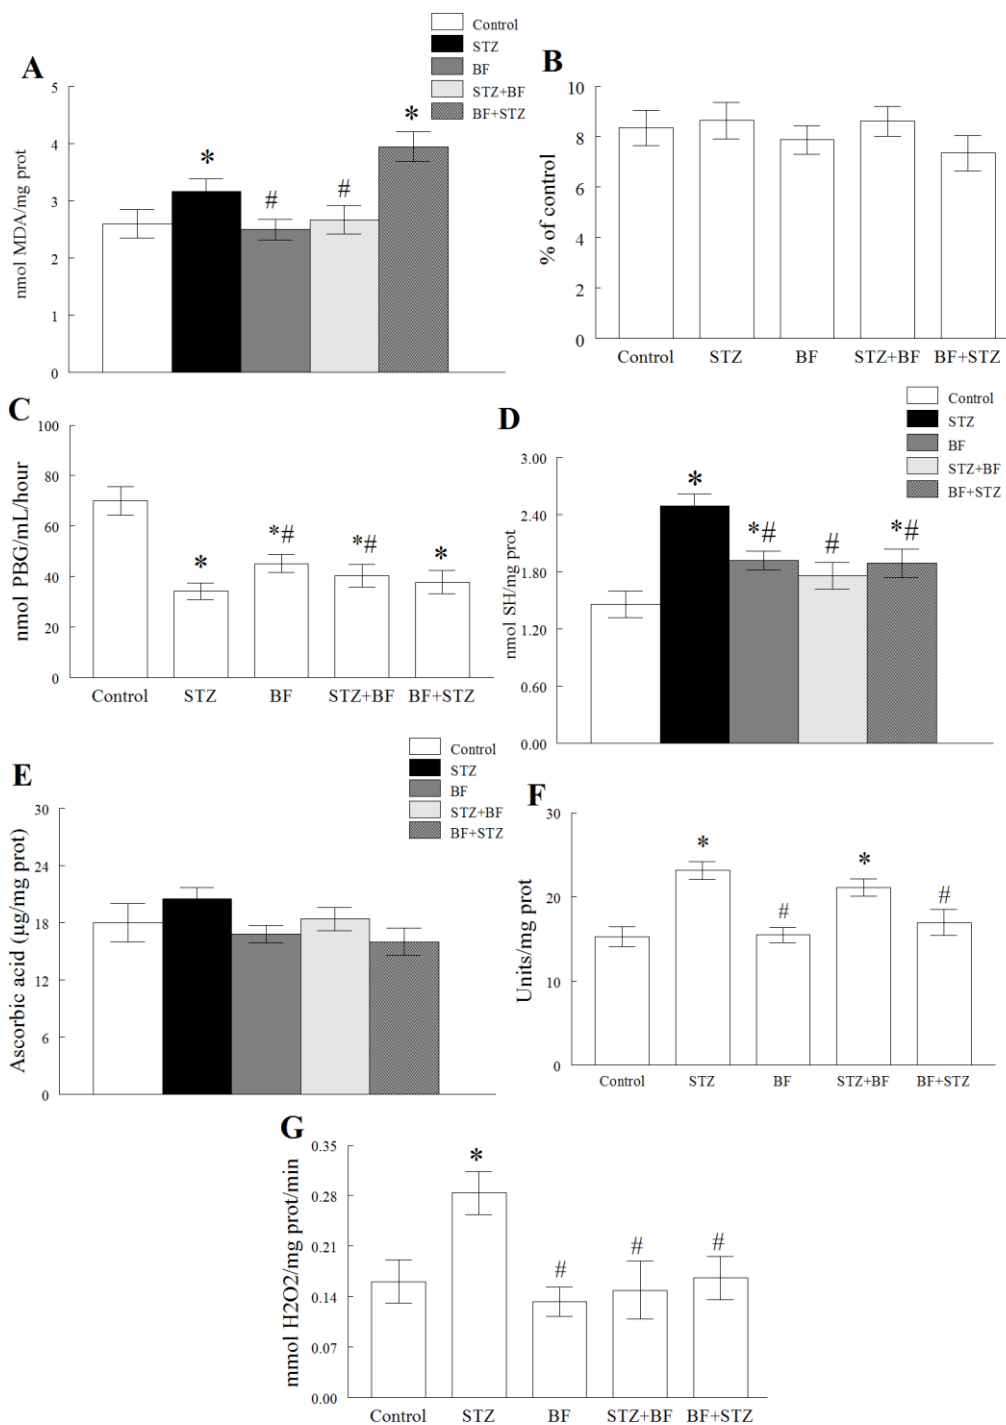 Control
STZ
BF
STZ+BF
BF+STZ
A
nmol MDA/mg prot
5
4
3
2
1
0
*
#
#
*
B
% of control
10
8
6
4
2
0
Control STZ BF STZ+BF BF+STZ
C
nmol PBG/mL/hour
100
80
60
40
20
0
*
*#
*#
*
Control STZ BF STZ+BF BF+STZ
Control
STZ
BF
STZ+BF
BF+STZ
D
nmol SH/mg prot
3.00
2.40
1.80
1.20
0.60
0.00
*
*#
#
*#
Control
STZ
BF
STZ+BF
BF+STZ
E
Ascorbic acid (µg/mg prot)
30
24
18
12
6
0
F
Units/mg prot
30
20
10
0
*
#
*
#
Control STZ BF STZ+BF BF+STZ
G
mmol H2O2/mg prot/min
0.35
0.28
0.21
0.14
0.07
0.00
*
#
#
#
Control STZ BF STZ+BF BF+STZ